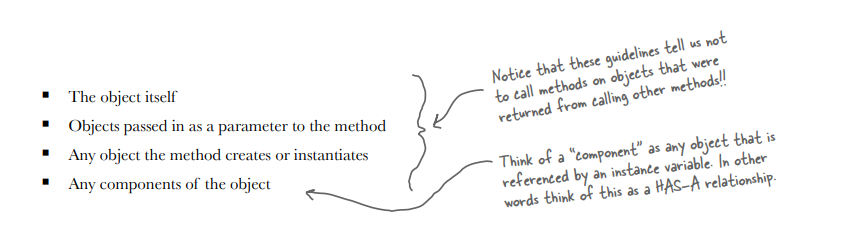 Notice that these guidelines tell us not
to call methods on objects that were
returned from calling other methods!!
▪ The object itself
▪ Objects passed in as a parameter to the method
▪ Any object the method creates or instantiates
▪ Any components of the object
Think of a "component" as any object that is
referenced by an instance variable. In other
words think of this as a HAS-A relationship.